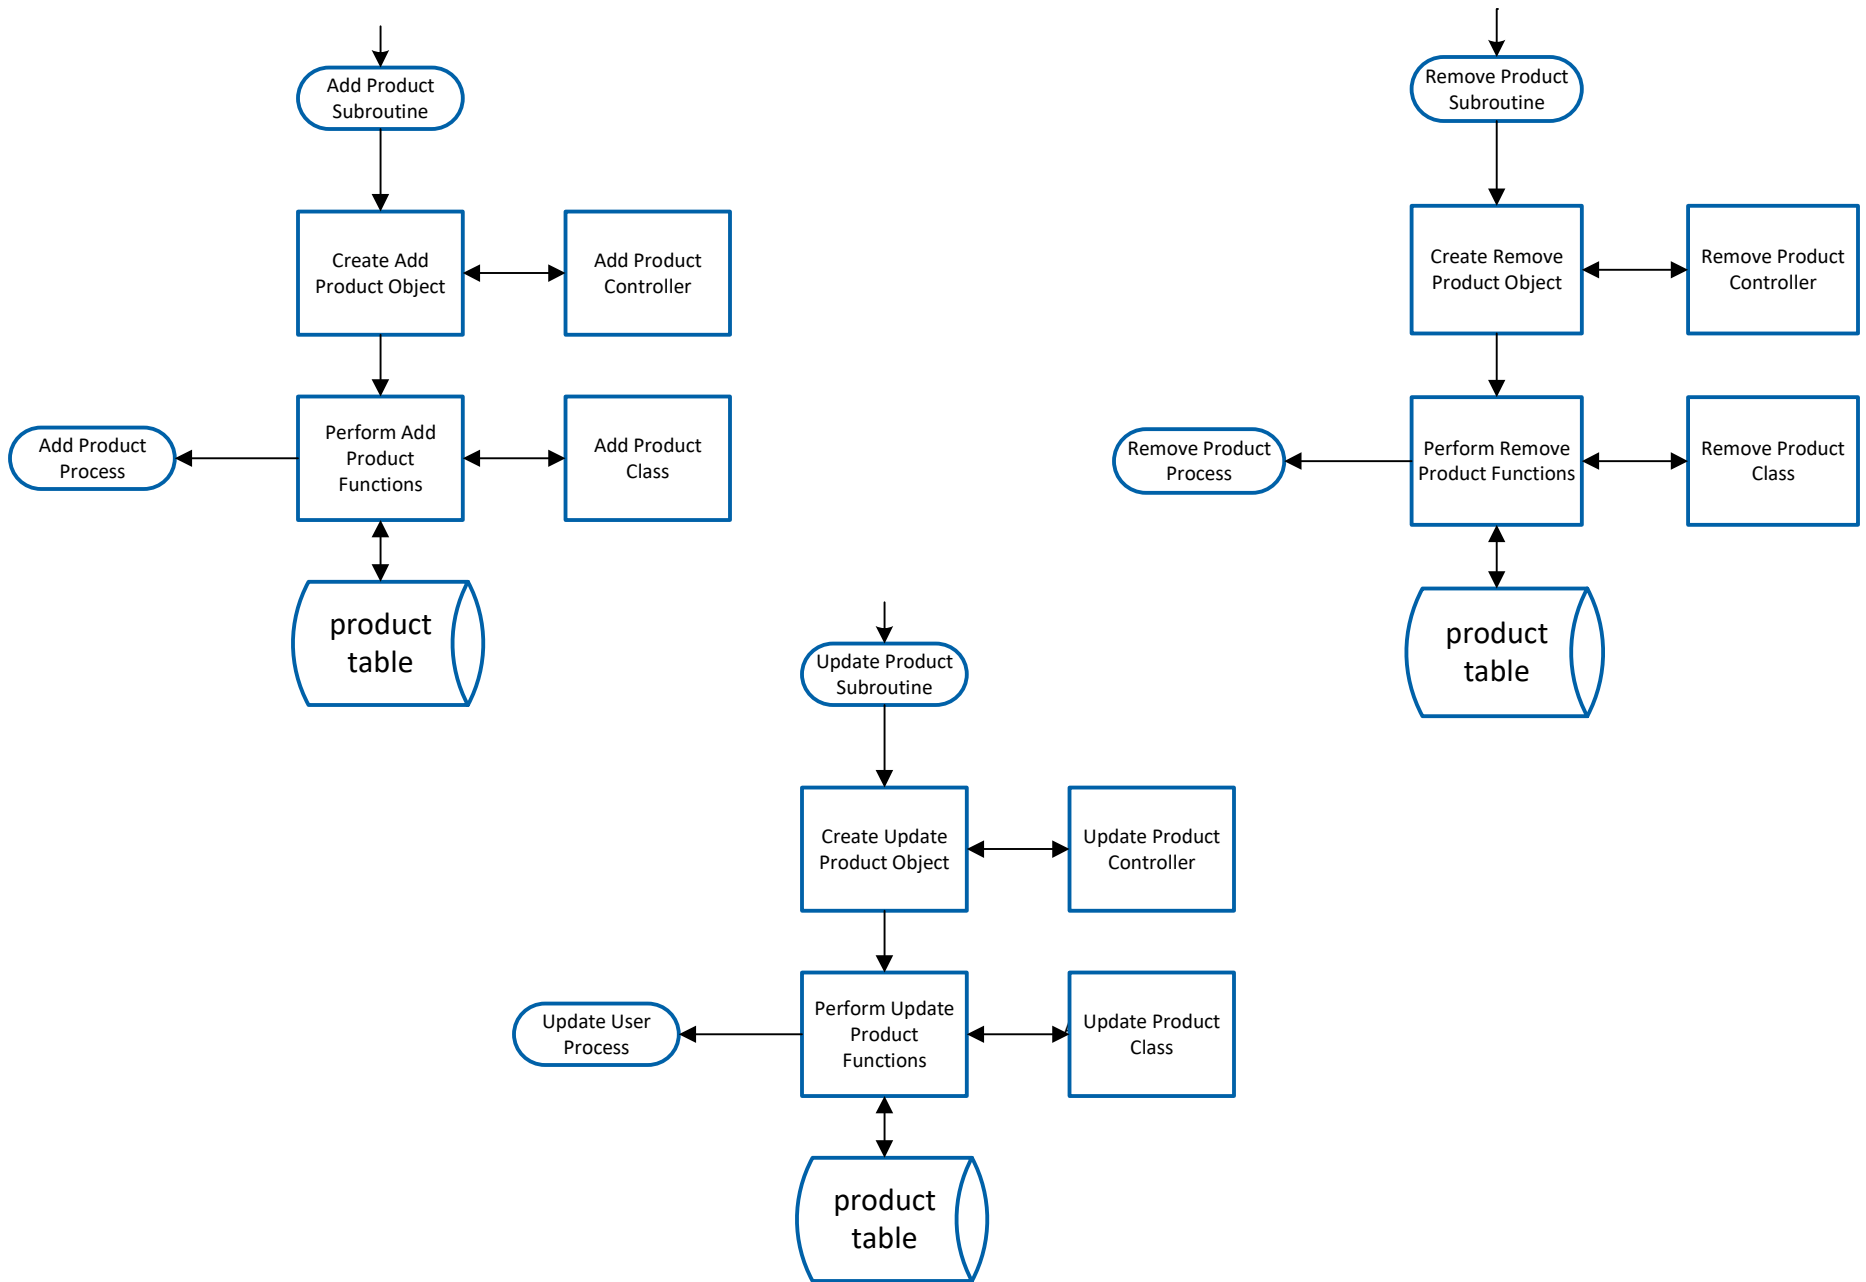 Add Product
Subroutine
Create Add
Product Object
Add Product
Controller
Add Product
Process
Perform Add
Product
Functions
Add Product
Class
product
table
Remove Product
Subroutine
Create Remove
Product Object
Remove Product
Controller
Remove Product
Process
Perform Remove
Product Functions
Remove Product
Class
product
table
Update Product
Subroutine
Create Update
Product Object
Update Product
Controller
Update User
Process
Perform Update
Product
Functions
Update Product
Class
product
table